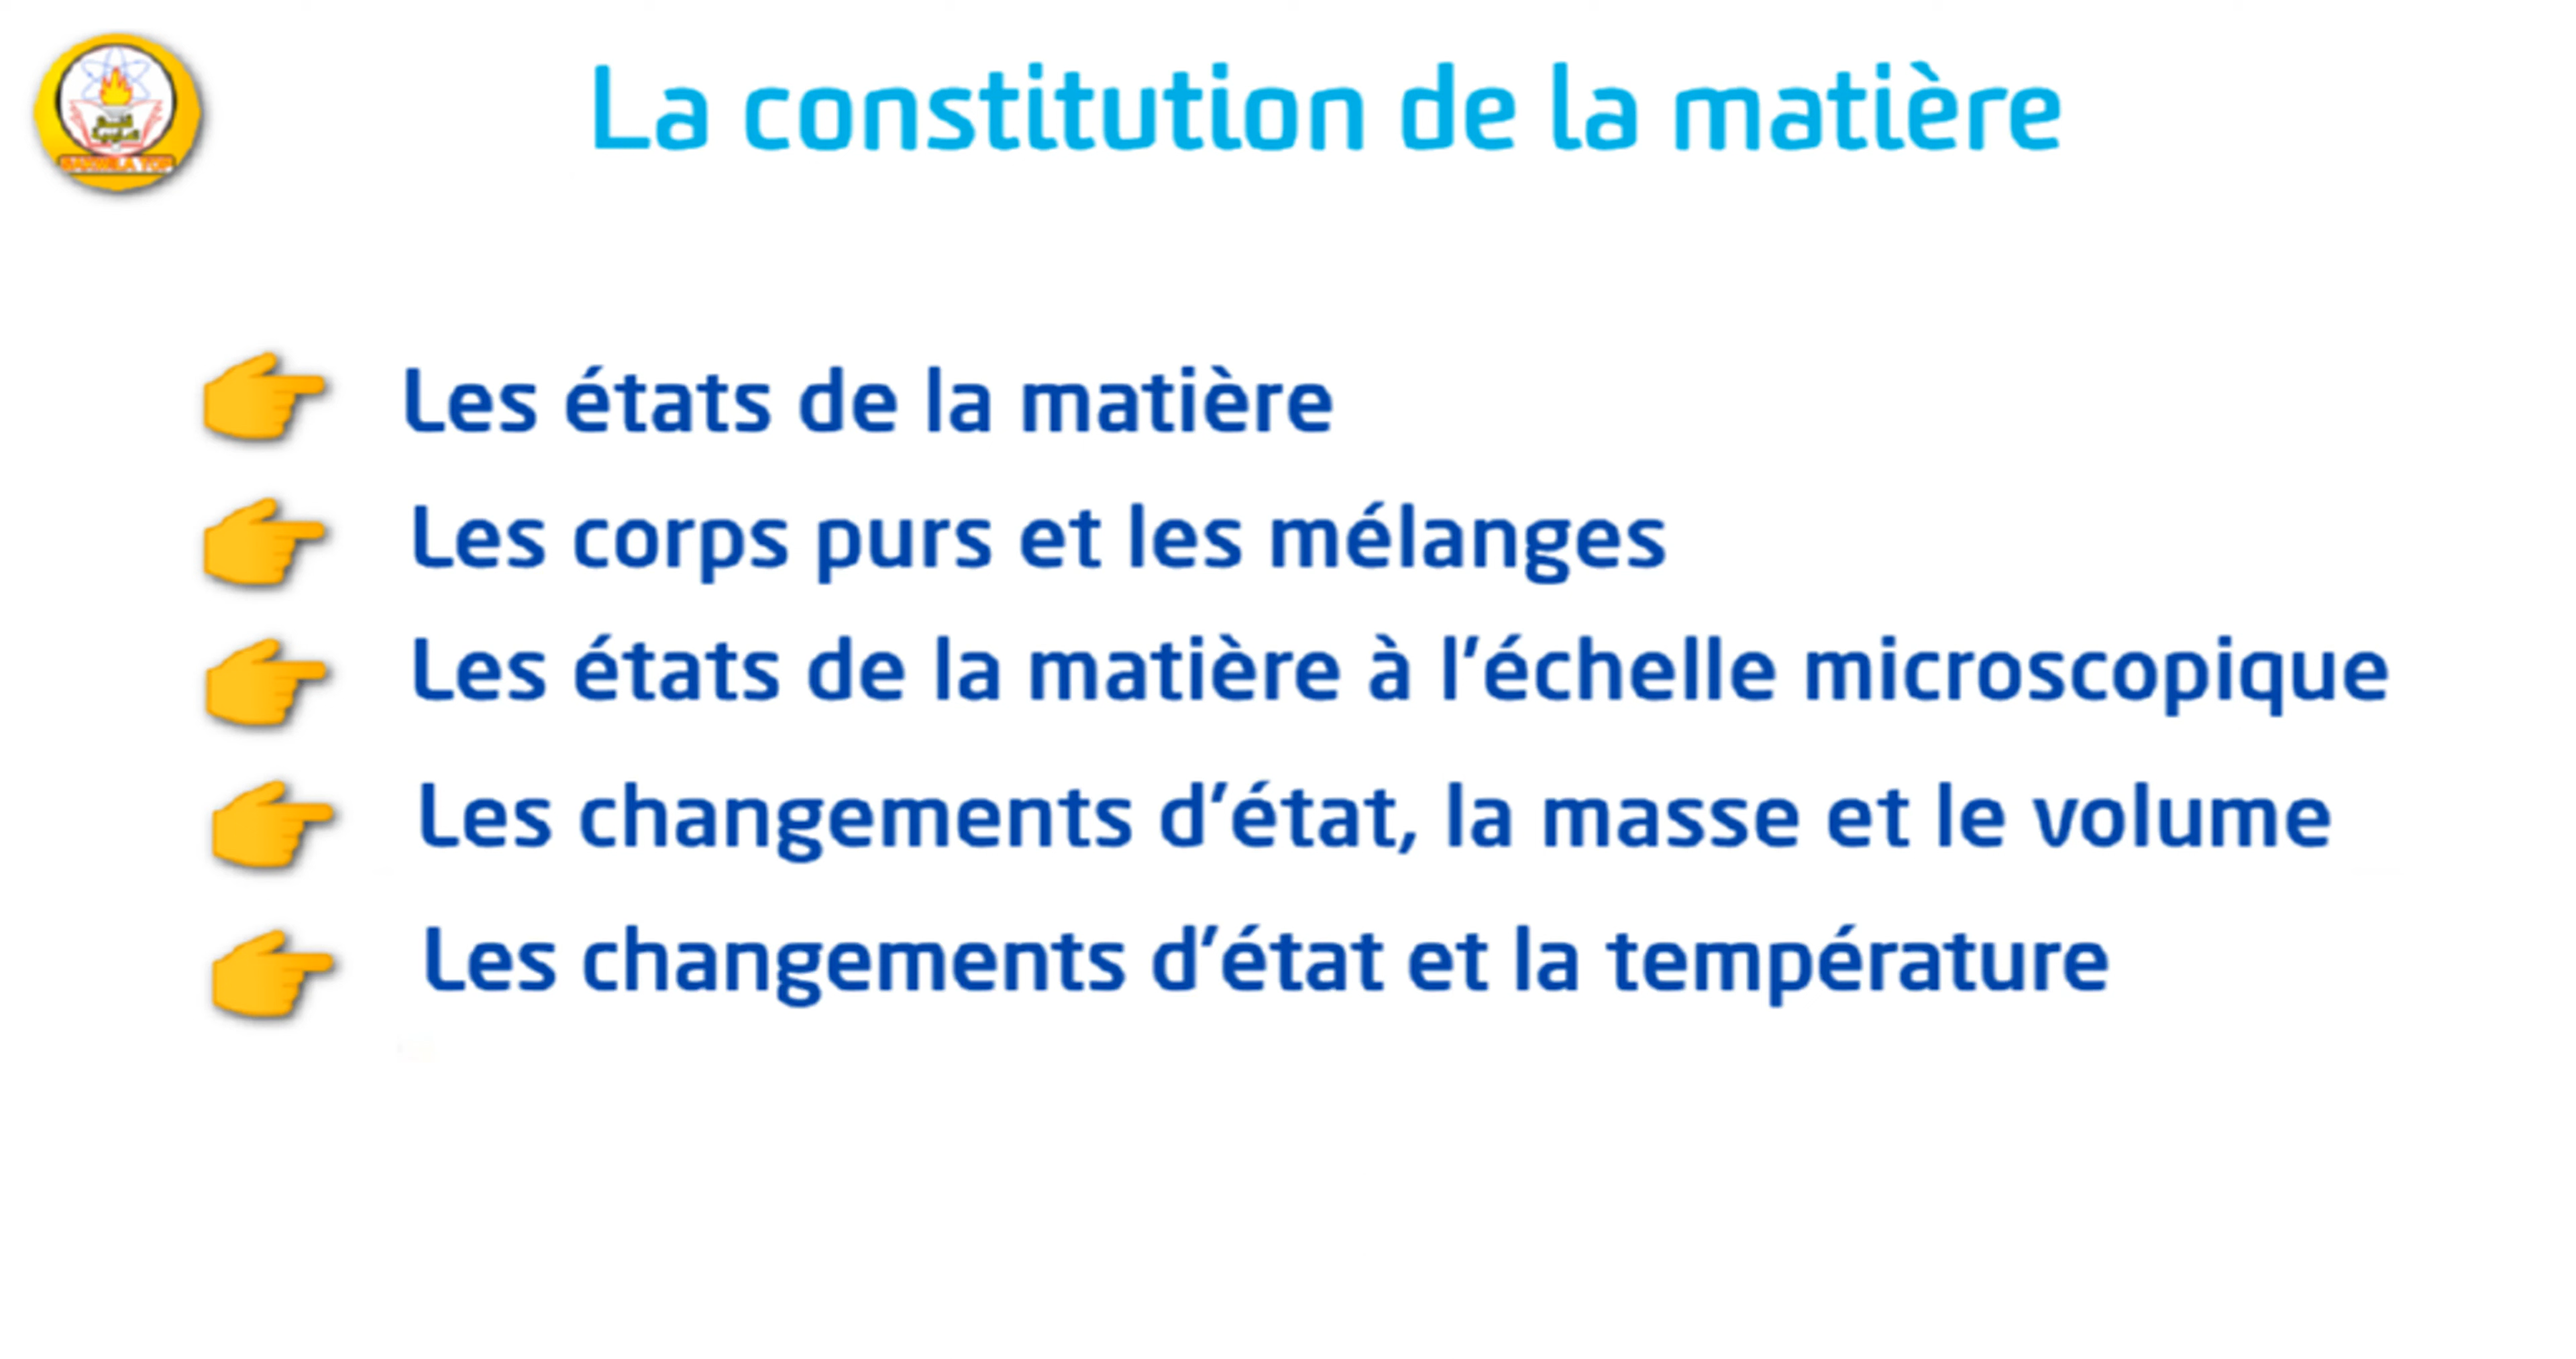 La constitution de la matière
Les états de la matière
Les corps purs et les mélanges
Les états de la matière à l'échelle microscopique
Les changements d'état, la masse et le volume
Les changements d'état et la température